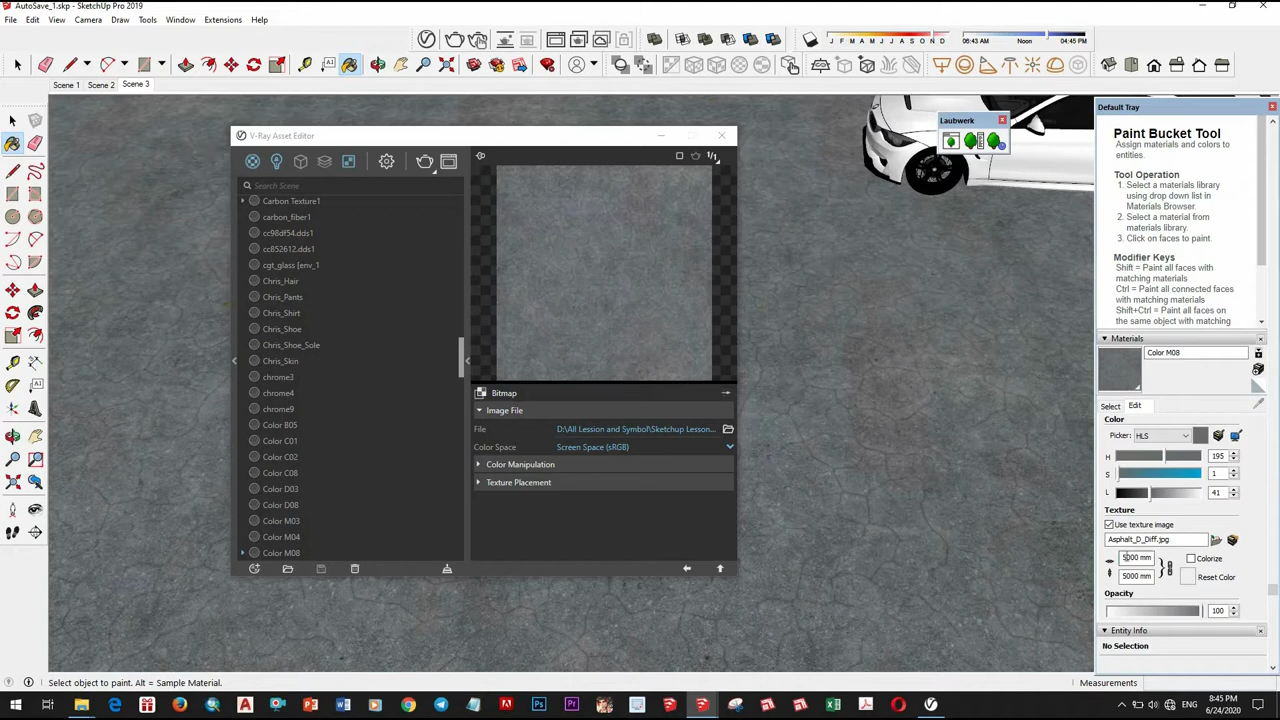 AutoSave_1.skp - SketchUp Pro 2019
File Edit View Camera Draw Tools Window Extensions Help
J F M A M J J A S O N D 06:43 AM Noon 04:45 PM
Scene 1 Scene 2 Scene 3
V-Ray Asset Editor
Search Scene
Carbon Texture1
carbon_fiber1
cc98df54.dds1
cc852612.dds1
cgt_glass [env_1
Chris_Hair
Chris_Pants
Chris_Shirt
Chris_Shoe
Chris_Shoe_Sole
Chris_Skin
chrome3
chrome4
chrome9
Color B05
Color C01
Color C02
Color C08
Color D03
Color D08
Color M03
Color M04
Color M08
1/1
Bitmap
Image File
File D:\All Lession and Symbol\Sketchup Lesson...
Color Space Screen Space (sRGB)
Color Manipulation
Texture Placement
Laubwerk
Default Tray
Paint Bucket Tool
Assign materials and colors to
entities.
Tool Operation
1. Select a materials library
using drop down list in
Materials Browser.
2. Select a material from
materials library.
3. Click on faces to paint.
Modifier Keys
Shift = Paint all faces with
matching materials
Ctrl = Paint all connected faces
with matching materials
Shift+Ctrl = Paint all faces on
the same object with matching
Materials
Color M08
Select Edit
Color
Picker: HLS
H 195
S 1
L 41
Texture
Use texture image
Asphalt_D_Diff.jpg
5000 mm Colorize
5000 mm Reset Color
Opacity
100
Entity Info
No Selection
Select object to paint. Alt = Sample Material.
Measurements
ENG
8:45 PM
6/24/2020